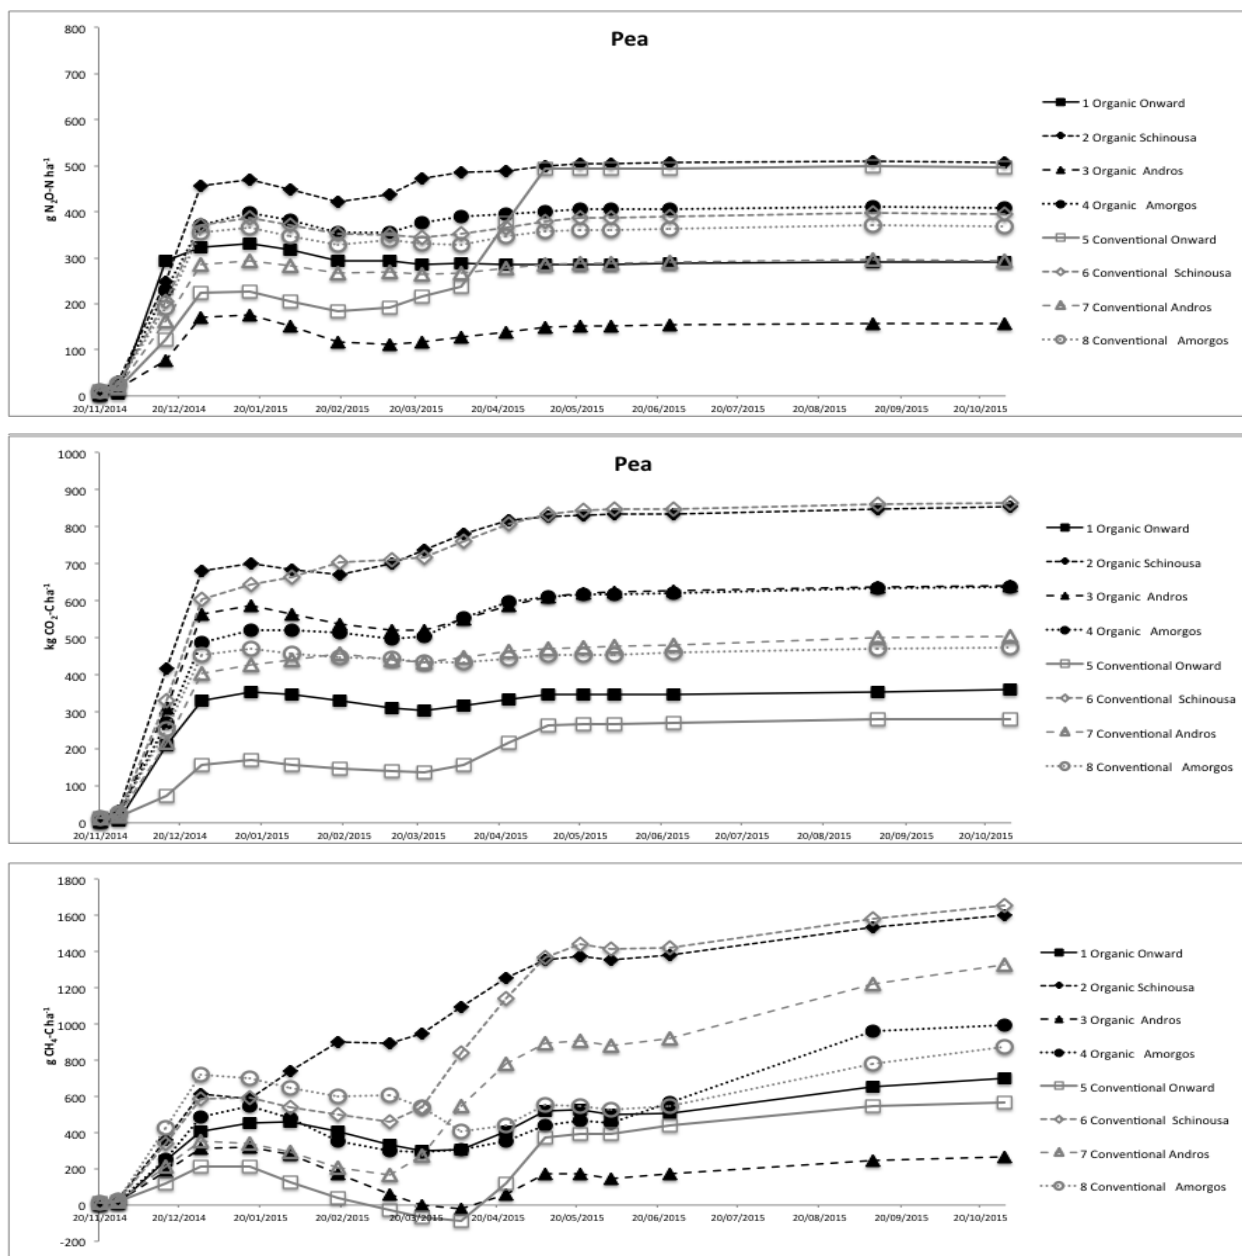 Pea
g N₂O-N ha⁻¹
800
700
600
500
400
300
200
100
0
20/11/2014 20/12/2014 20/01/2015 20/02/2015 20/03/2015 20/04/2015 20/05/2015 20/06/2015 20/07/2015 20/08/2015 20/09/2015 20/10/2015
1 Organic Onward
2 Organic Schinousa
3 Organic Andros
4 Organic Amorgos
5 Conventional Onward
6 Conventional Schinousa
7 Conventional Andros
8 Conventional Amorgos
Pea
kg CO₂-C ha⁻¹
1000
900
800
700
600
500
400
300
200
100
0
20/11/2014 20/12/2014 20/01/2015 20/02/2015 20/03/2015 20/04/2015 20/05/2015 20/06/2015 20/07/2015 20/08/2015 20/09/2015 20/10/2015
1 Organic Onward
2 Organic Schinousa
3 Organic Andros
4 Organic Amorgos
5 Conventional Onward
6 Conventional Schinousa
7 Conventional Andros
8 Conventional Amorgos
g CH₄-C ha⁻¹
1800
1600
1400
1200
1000
800
600
400
200
0
-200
20/11/2014 20/12/2014 20/01/2015 20/02/2015 20/03/2015 20/04/2015 20/05/2015 20/06/2015 20/07/2015 20/08/2015 20/09/2015 20/10/2015
1 Organic Onward
2 Organic Schinousa
3 Organic Andros
4 Organic Amorgos
5 Conventional Onward
6 Conventional Schinousa
7 Conventional Andros
8 Conventional Amorgos